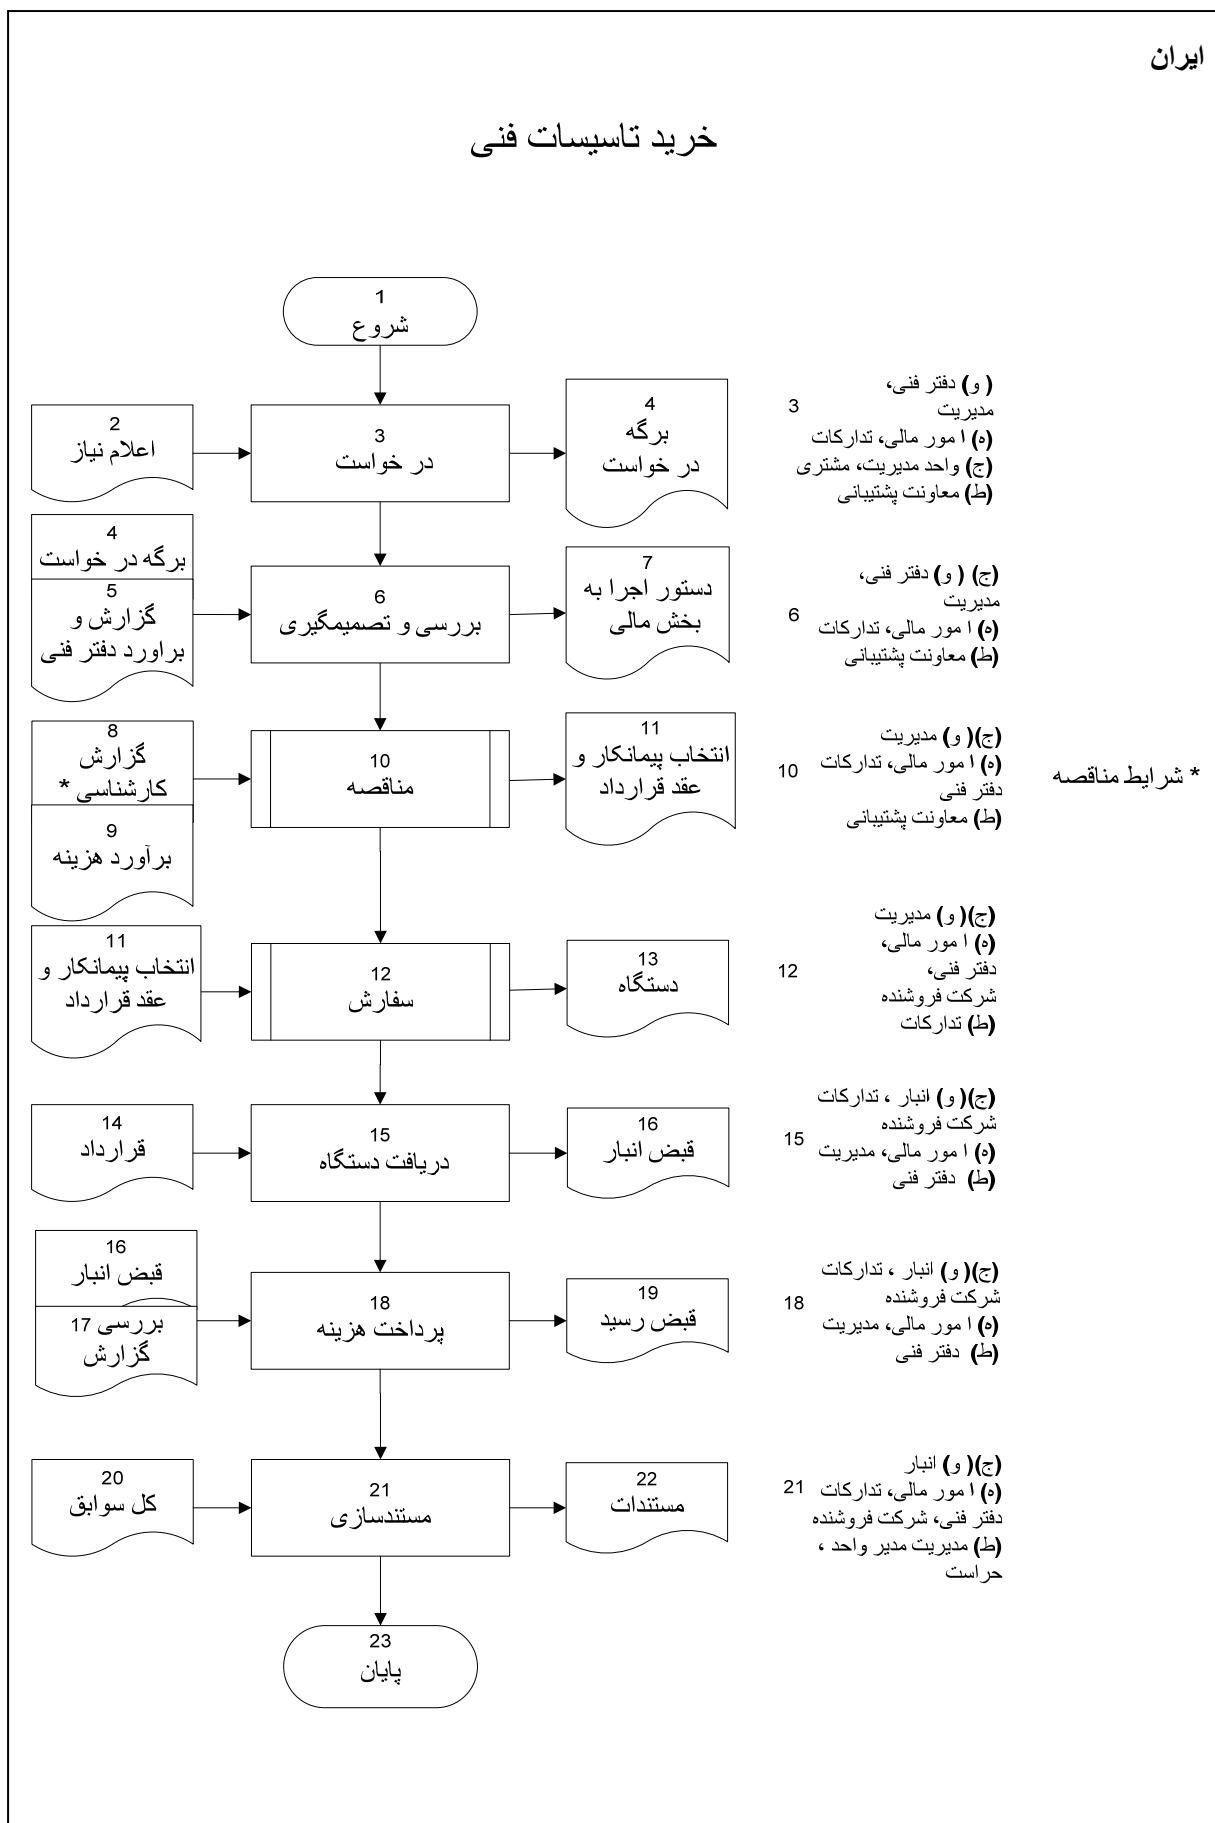 ایران
خرید تاسیسات فنی
1
شروع
2
اعلام نیاز
3
در خواست
4
برگه
در خواست
3
( و) دفتر فنی،
مدیریت
(ه) ا مور مالی، تدارکات
(ج) واحد مدیریت، مشتری
(ط) معاونت پشتیبانی
4
برگه در خواست
5
گزارش و
براورد دفتر فنی
6
بررسی و تصمیمگیری
7
دستور اجرا به
بخش مالی
6
(ج) ( و) دفتر فنی،
مدیریت
(ه) ا مور مالی، تدارکات
(ط) معاونت پشتیبانی
8
گزارش
کارشناسی *
9
برآورد هزینه
10
مناقصه
11
انتخاب پیمانکار و
عقد قرارداد
10
(ج)( و) مدیریت
(ه) ا مور مالی، تدارکات
دفتر فنی
(ط) معاونت پشتیبانی
* شرایط مناقصه
11
انتخاب پیمانکار و
عقد قرارداد
12
سفارش
13
دستگاه
12
(ج)( و) مدیریت
(ه) ا مور مالی،
دفتر فنی،
شرکت فروشنده
(ط) تدارکات
14
قرارداد
15
دریافت دستگاه
16
قبض انبار
15
(ج)( و) انبار ، تدارکات
شرکت فروشنده
(ه) ا مور مالی، مدیریت
(ط) دفتر فنی
16
قبض انبار
17 بررسی
گزارش
18
پرداخت هزینه
19
قبض رسید
18
(ج)( و) انبار ، تدارکات
شرکت فروشنده
(ه) ا مور مالی، مدیریت
(ط) دفتر فنی
20
کل سوابق
21
مستندسازی
22
مستندات
21
(ج)( و) انبار
(ه) ا مور مالی، تدارکات
دفتر فنی، شرکت فروشنده
(ط) مدیریت مدیر واحد ،
حراست
23
پایان